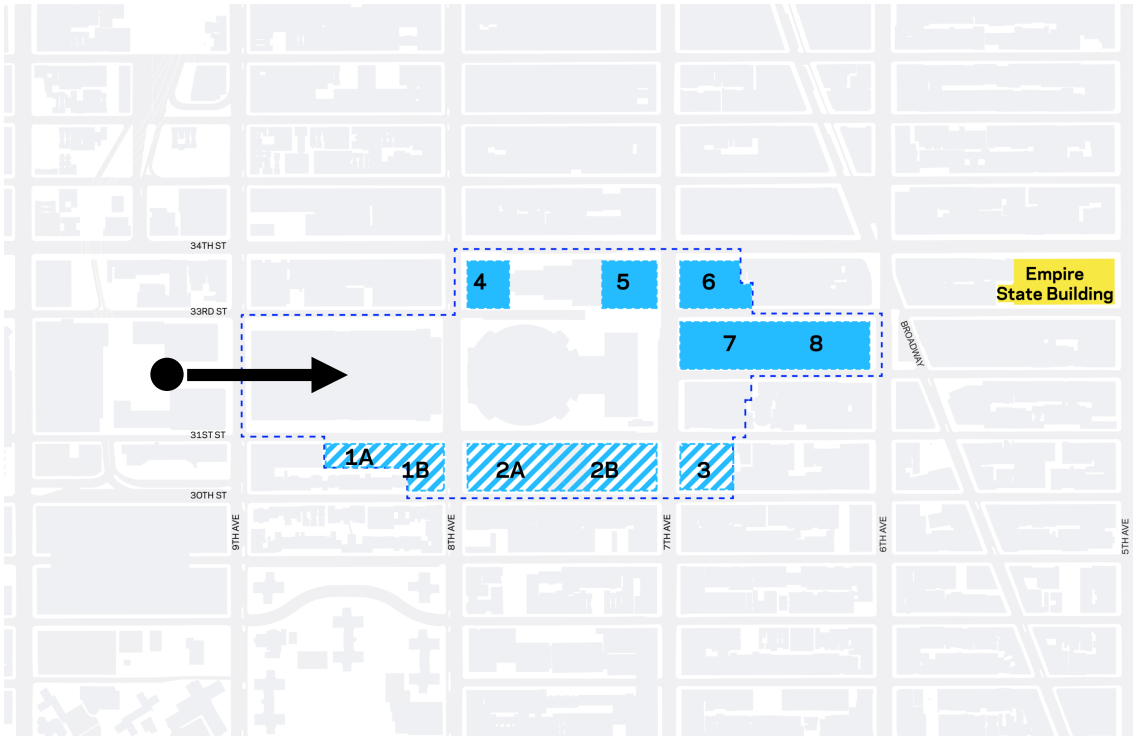 34TH ST
4
5
6
Empire
State Building
33RD ST
7
8
BROADWAY
31ST ST
1A
1B
2A
2B
3
30TH ST
9TH AVE
8TH AVE
7TH AVE
6TH AVE
5TH AVE